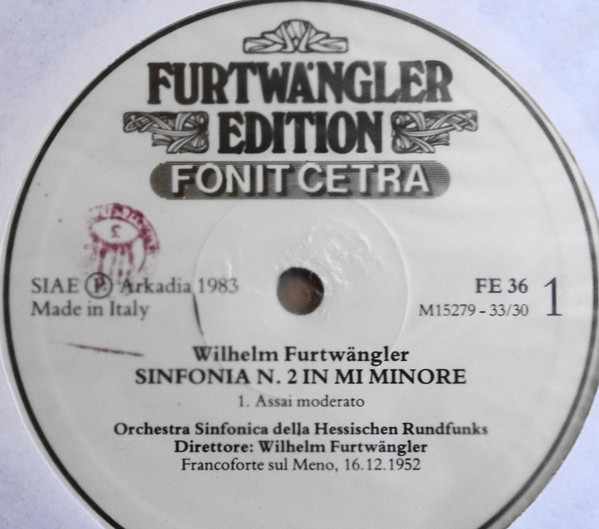 FURTWÄNGLER
EDITION
FONIT CETRA
SIAE Ⓟ Arkadia 1983
Made in Italy
FE 36
M15279 - 33/30
1
Wilhelm Furtwängler
SINFONIA N. 2 IN MI MINORE
1. Assai moderato
Orchestra Sinfonica della Hessischen Rundfunks
Direttore: Wilhelm Furtwängler
Francoforte sul Meno, 16.12.1952